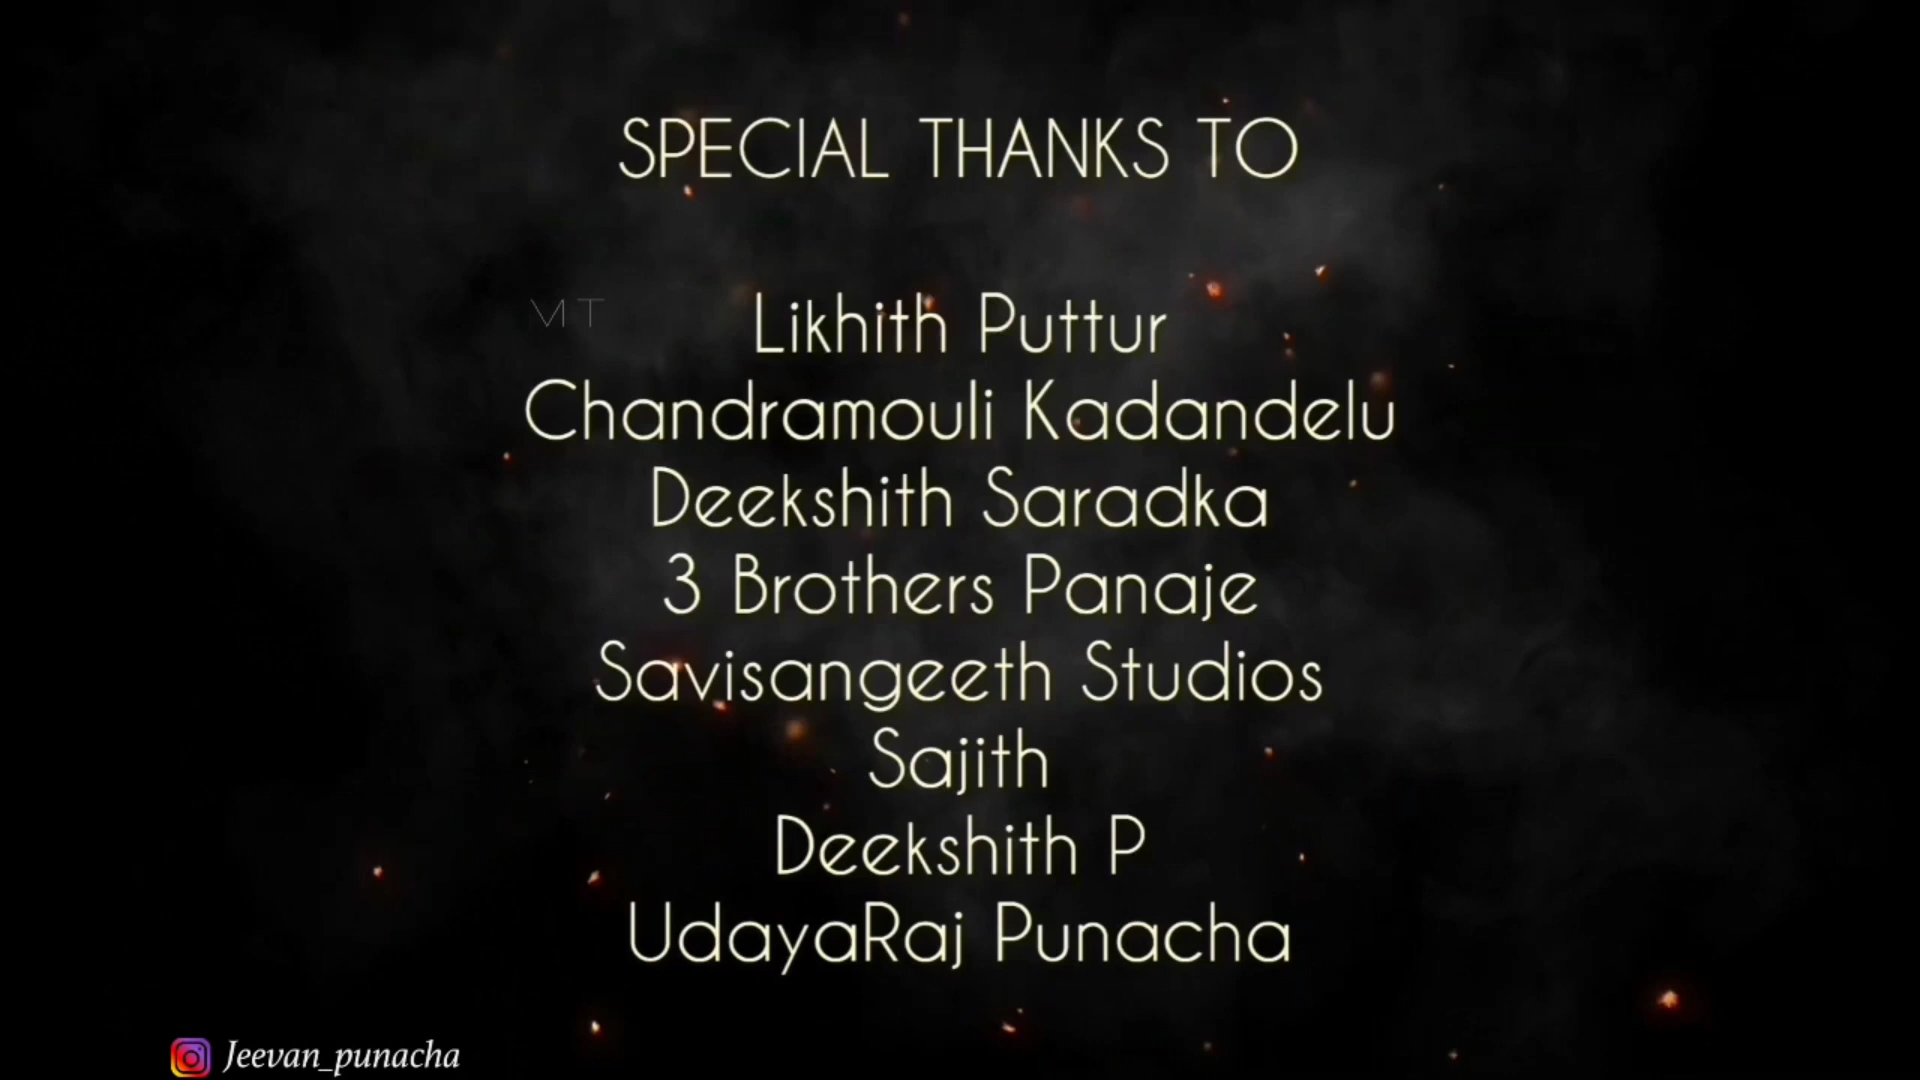 SPECIAL THANKS TO
Likhith Puttur
Chandramouli Kadandelu
Deekshith Saradka
3 Brothers Panaje
Savisangeeth Studios
Sajith
Deekshith P
UdayaRaj Punacha
Jeevan_punacha